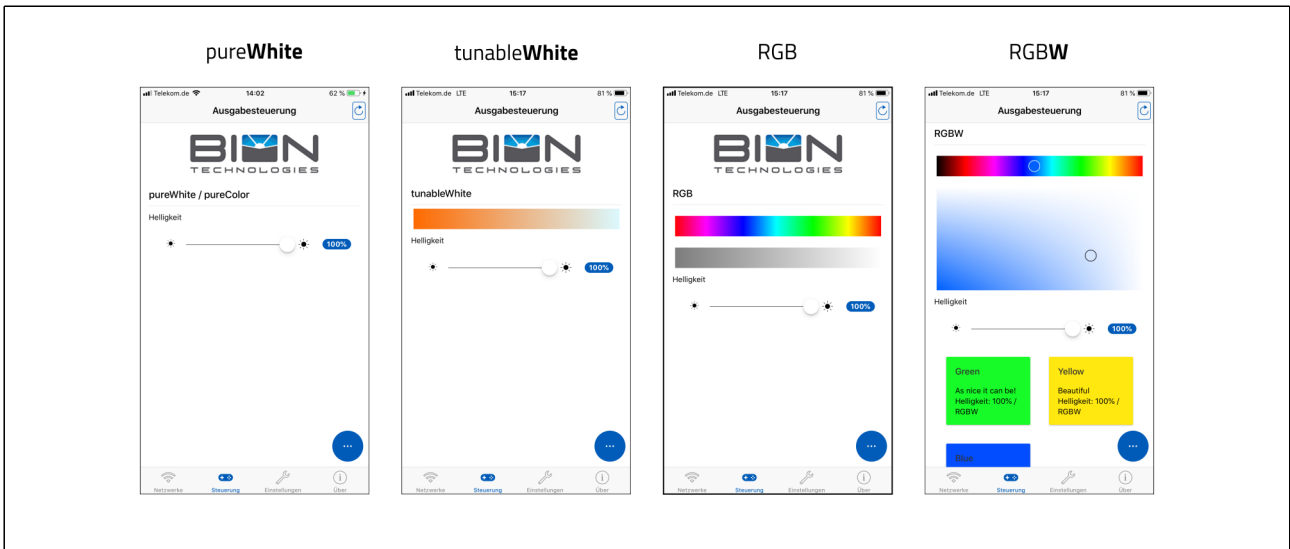 pureWhite
Telekom.de 14:02 62 %
Ausgabesteuerung
BION
TECHNOLOGIES
pureWhite / pureColor
Helligkeit
100%
...
Netzwerke Steuerung Einstellungen Über
tunableWhite
Telekom.de LTE 15:17 81 %
Ausgabesteuerung
BION
TECHNOLOGIES
tunableWhite
Helligkeit
100%
...
Netzwerke Steuerung Einstellungen Über
RGB
Telekom.de LTE 15:17 81 %
Ausgabesteuerung
BION
TECHNOLOGIES
RGB
Helligkeit
100%
...
Netzwerke Steuerung Einstellungen Über
RGBW
Telekom.de LTE 15:17 81 %
Ausgabesteuerung
RGBW
Helligkeit
100%
Green
As nice it can be!
Helligkeit: 100% /
RGBW
Yellow
Beautiful
Helligkeit: 100% /
RGBW
Blue
...
Netzwerke Steuerung Einstellungen Über